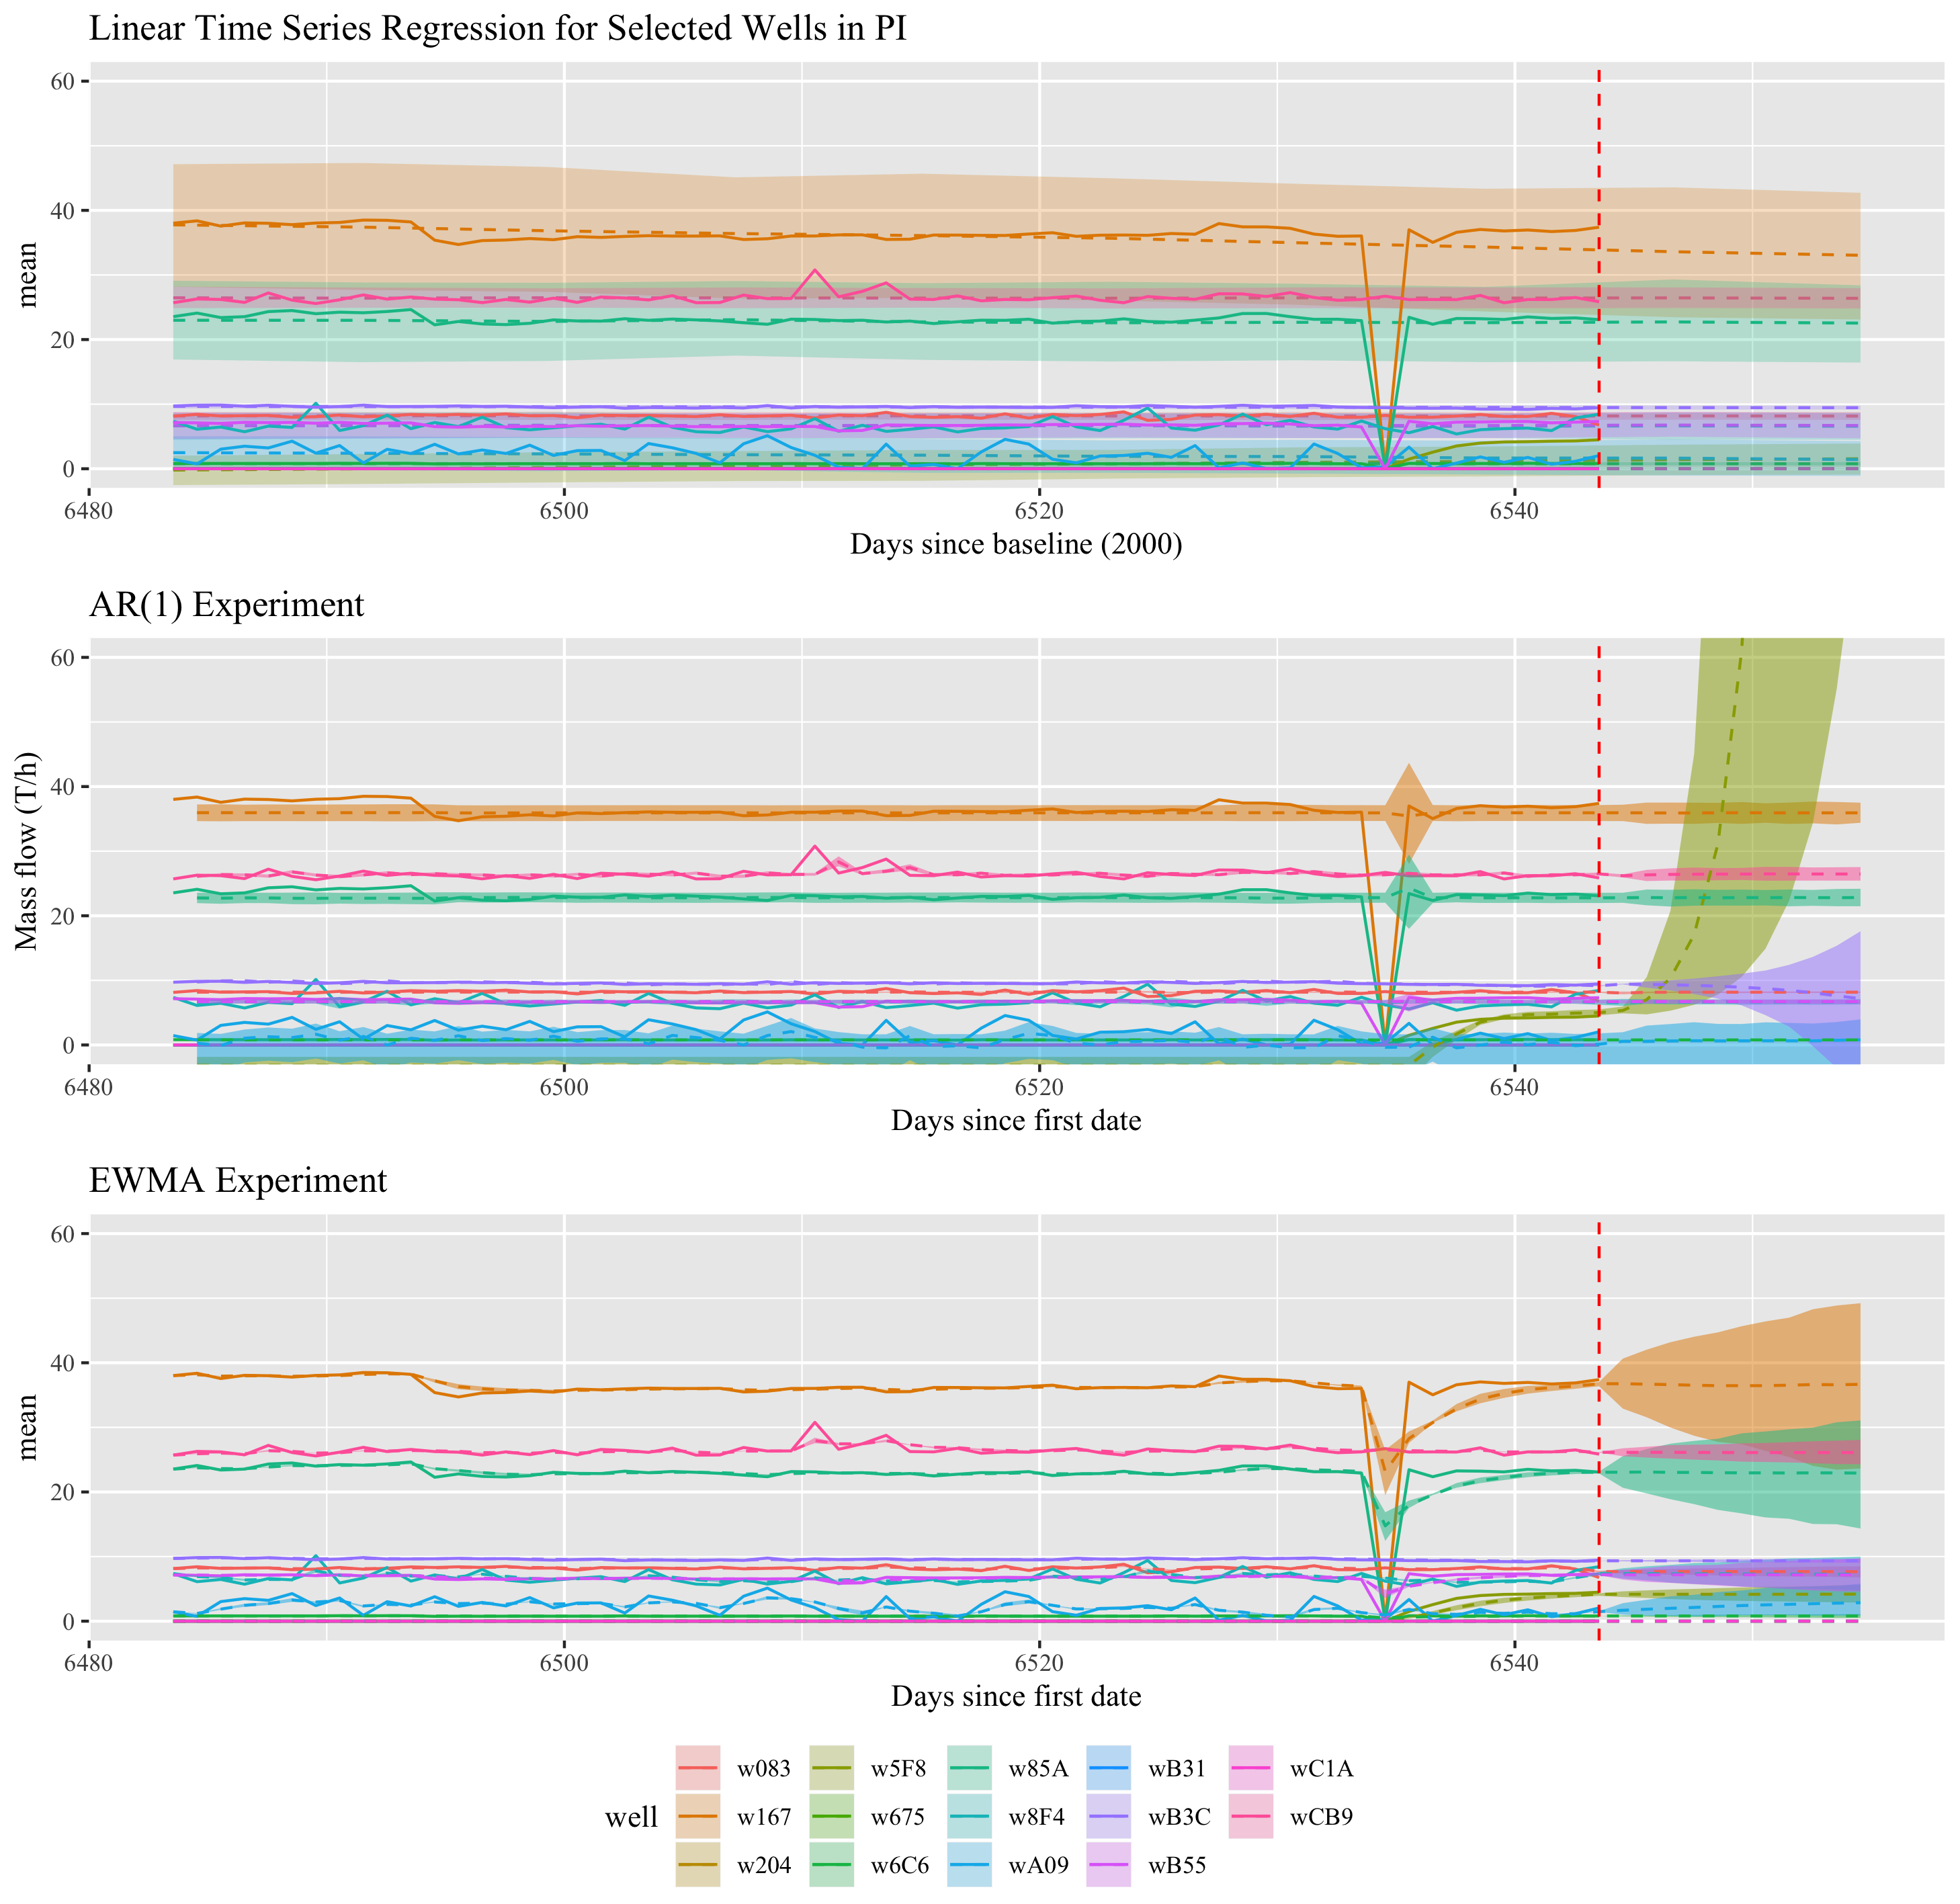 Linear Time Series Regression for Selected Wells in PI
60
40
20
0
mean
6480 6500 6520 6540
Days since baseline (2000)
AR(1) Experiment
60
40
20
0
Mass flow (T/h)
6480 6500 6520 6540
Days since first date
EWMA Experiment
60
40
20
0
mean
6480 6500 6520 6540
Days since first date
well
w083 w5F8 w85A wB31 wC1A
w167 w675 w8F4 wB3C wCB9
w204 w6C6 wA09 wB55